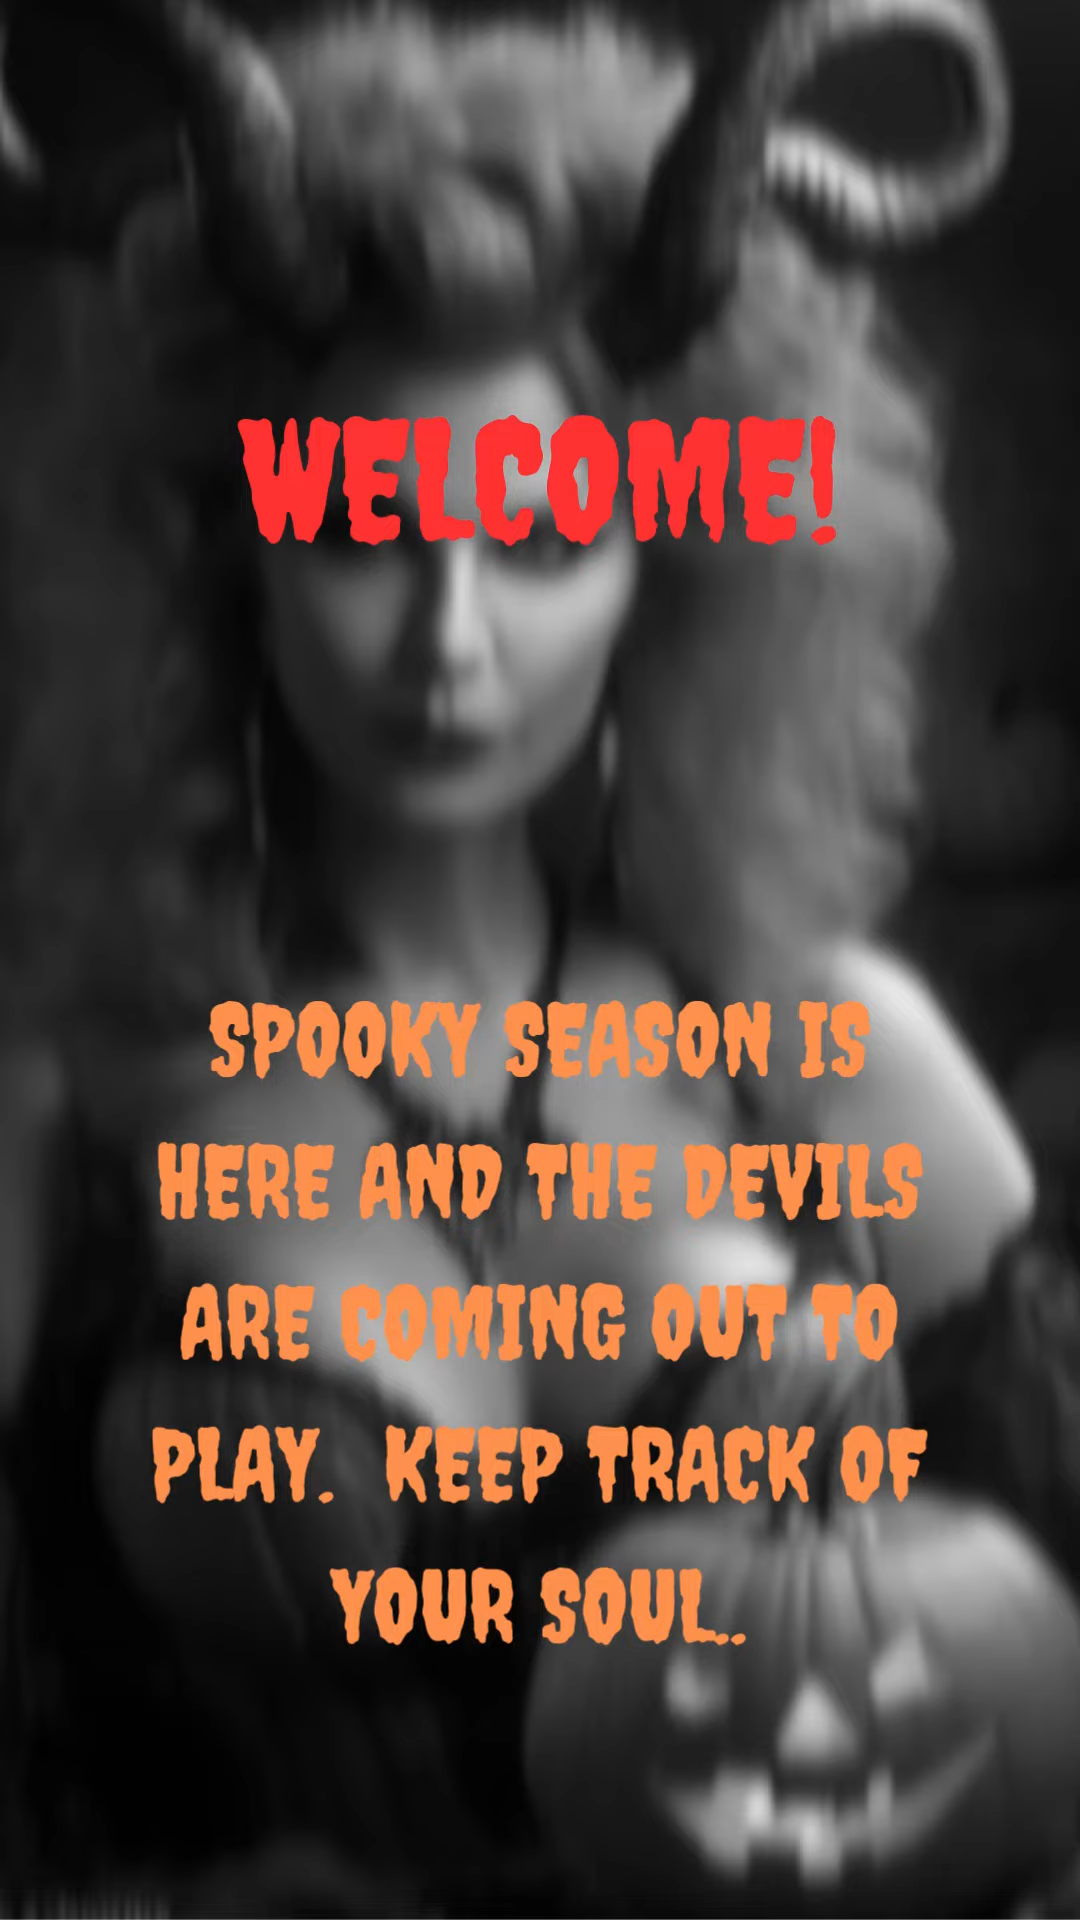 WELCOME!
SPOOKY SEASON IS
HERE AND THE DEVILS
ARE COMING OUT TO
PLAY.  KEEP TRACK OF
YOUR SOUL..